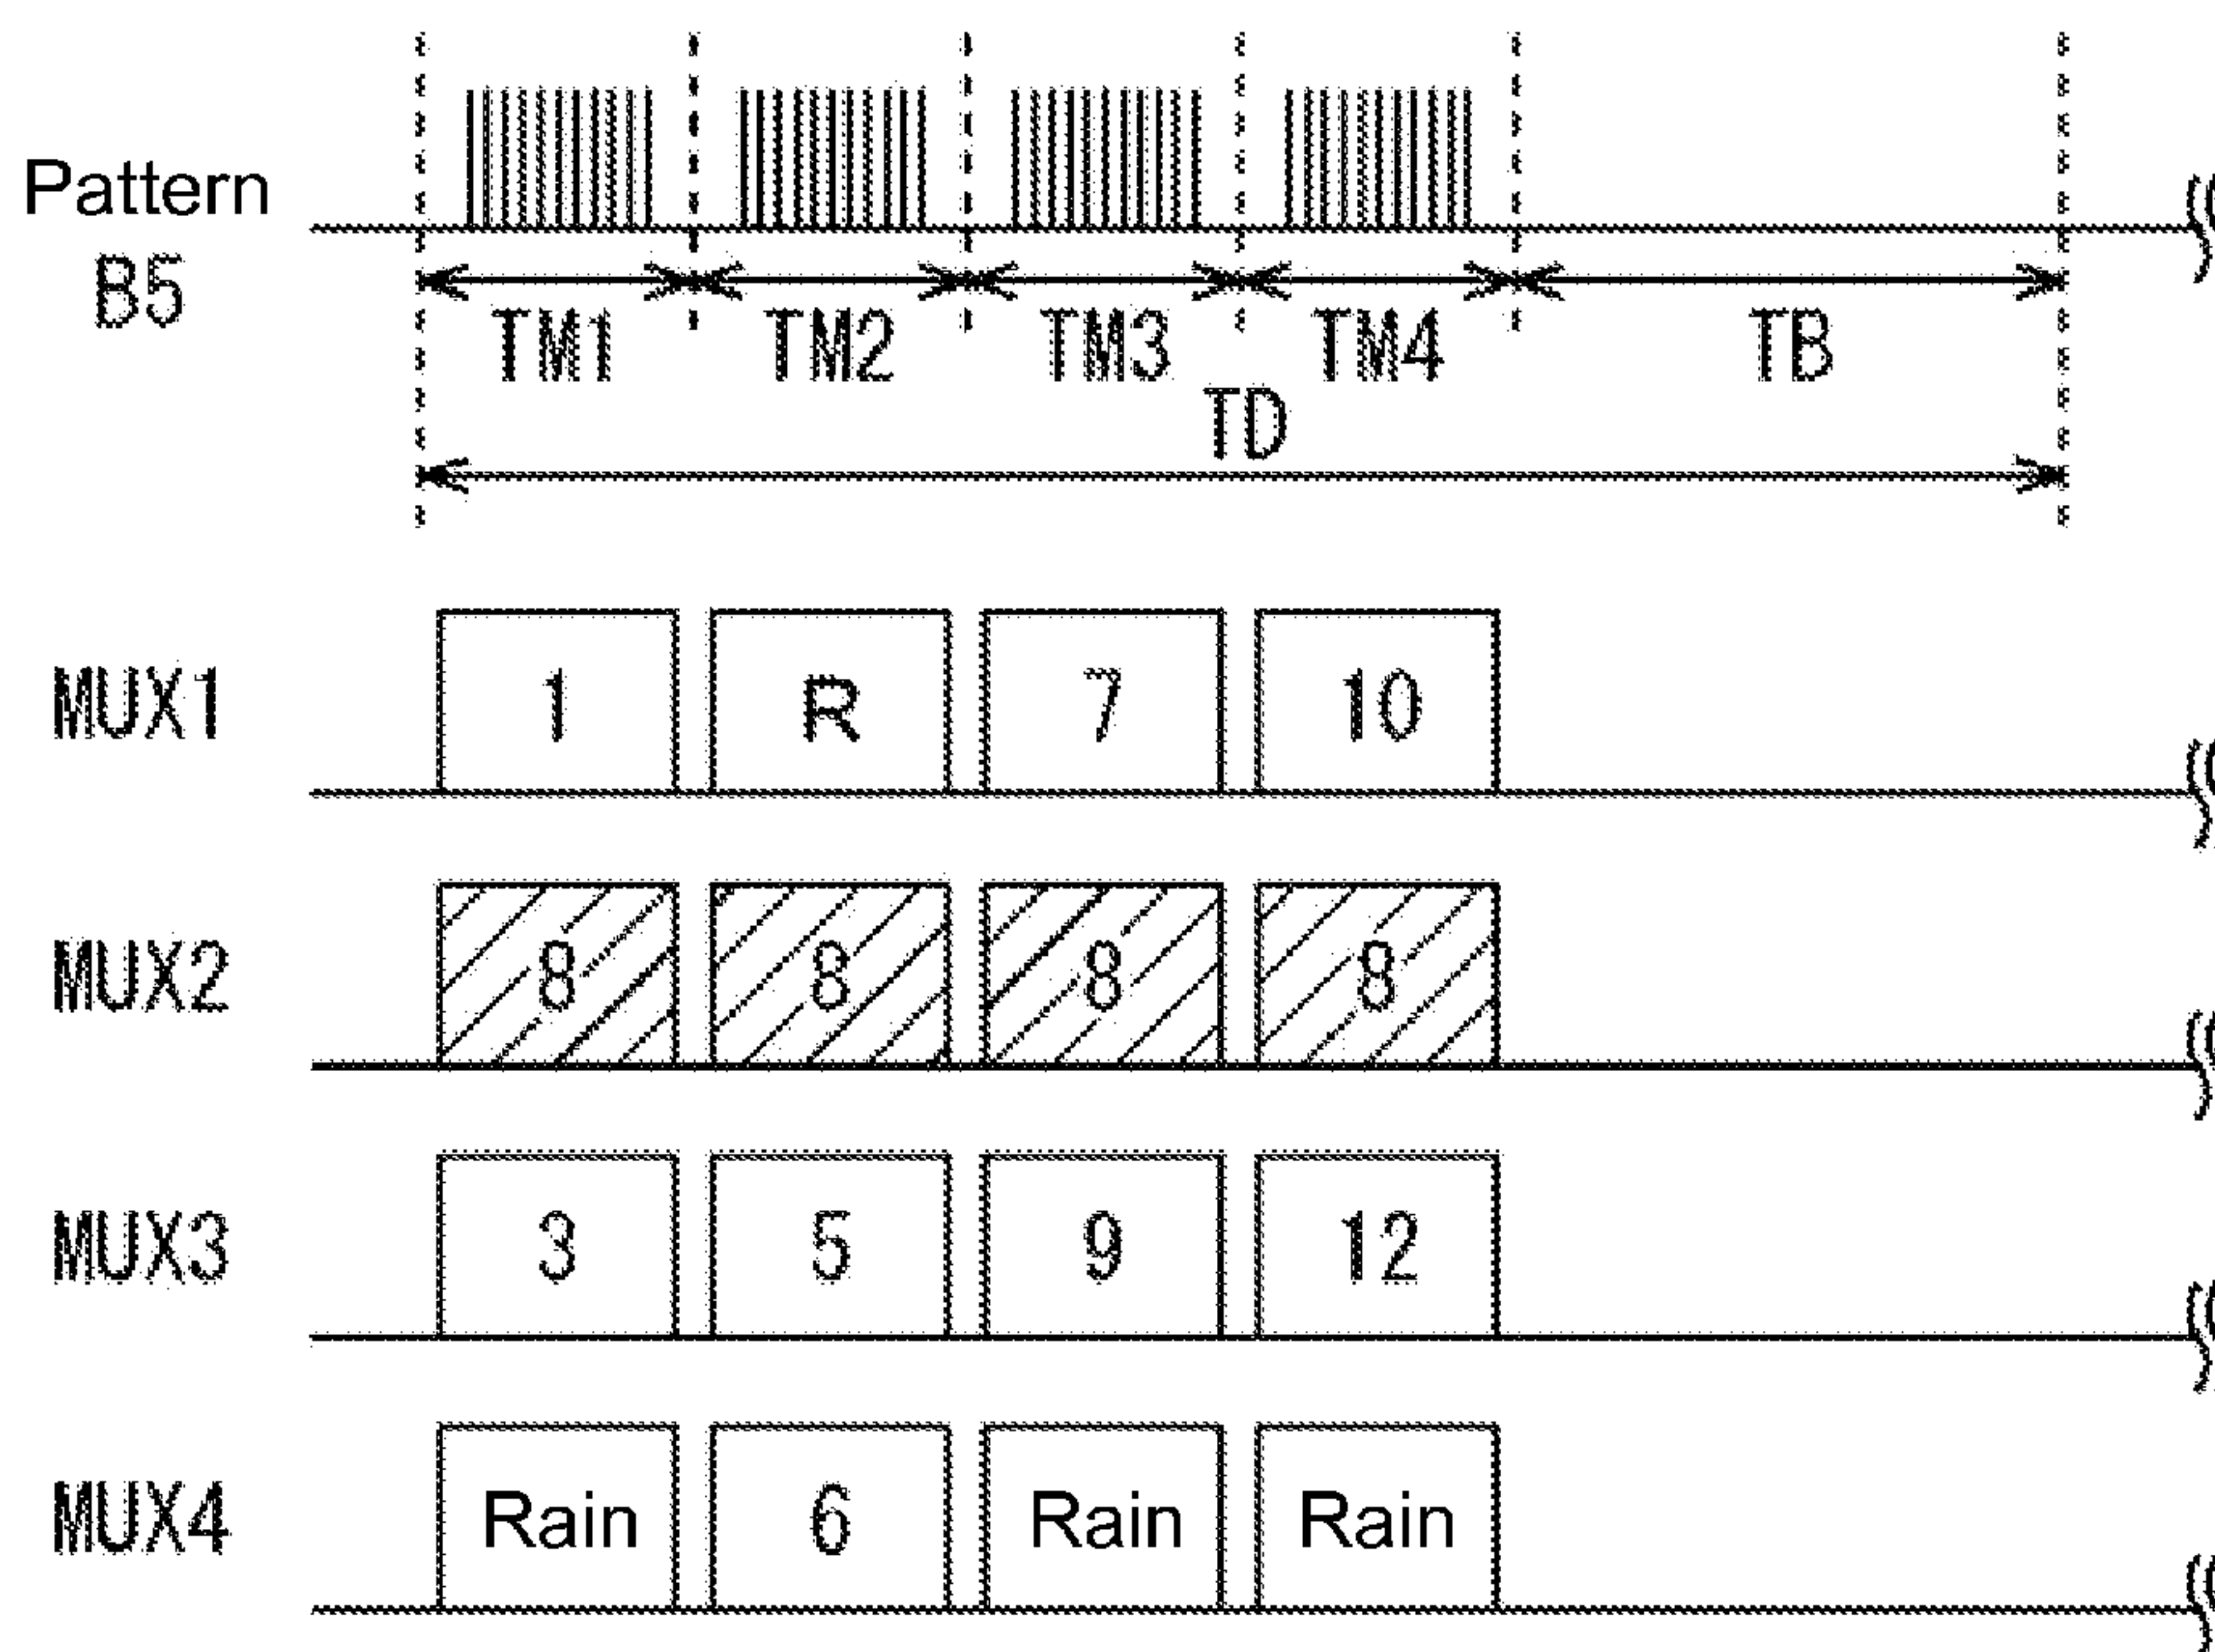 Pattern
B5
TM1 TM2 TM3 TM4 TB
TD
MUX1 1 R 7 10
MUX2 8 8 8 8
MUX3 3 5 9 12
MUX4 Rain 6 Rain Rain